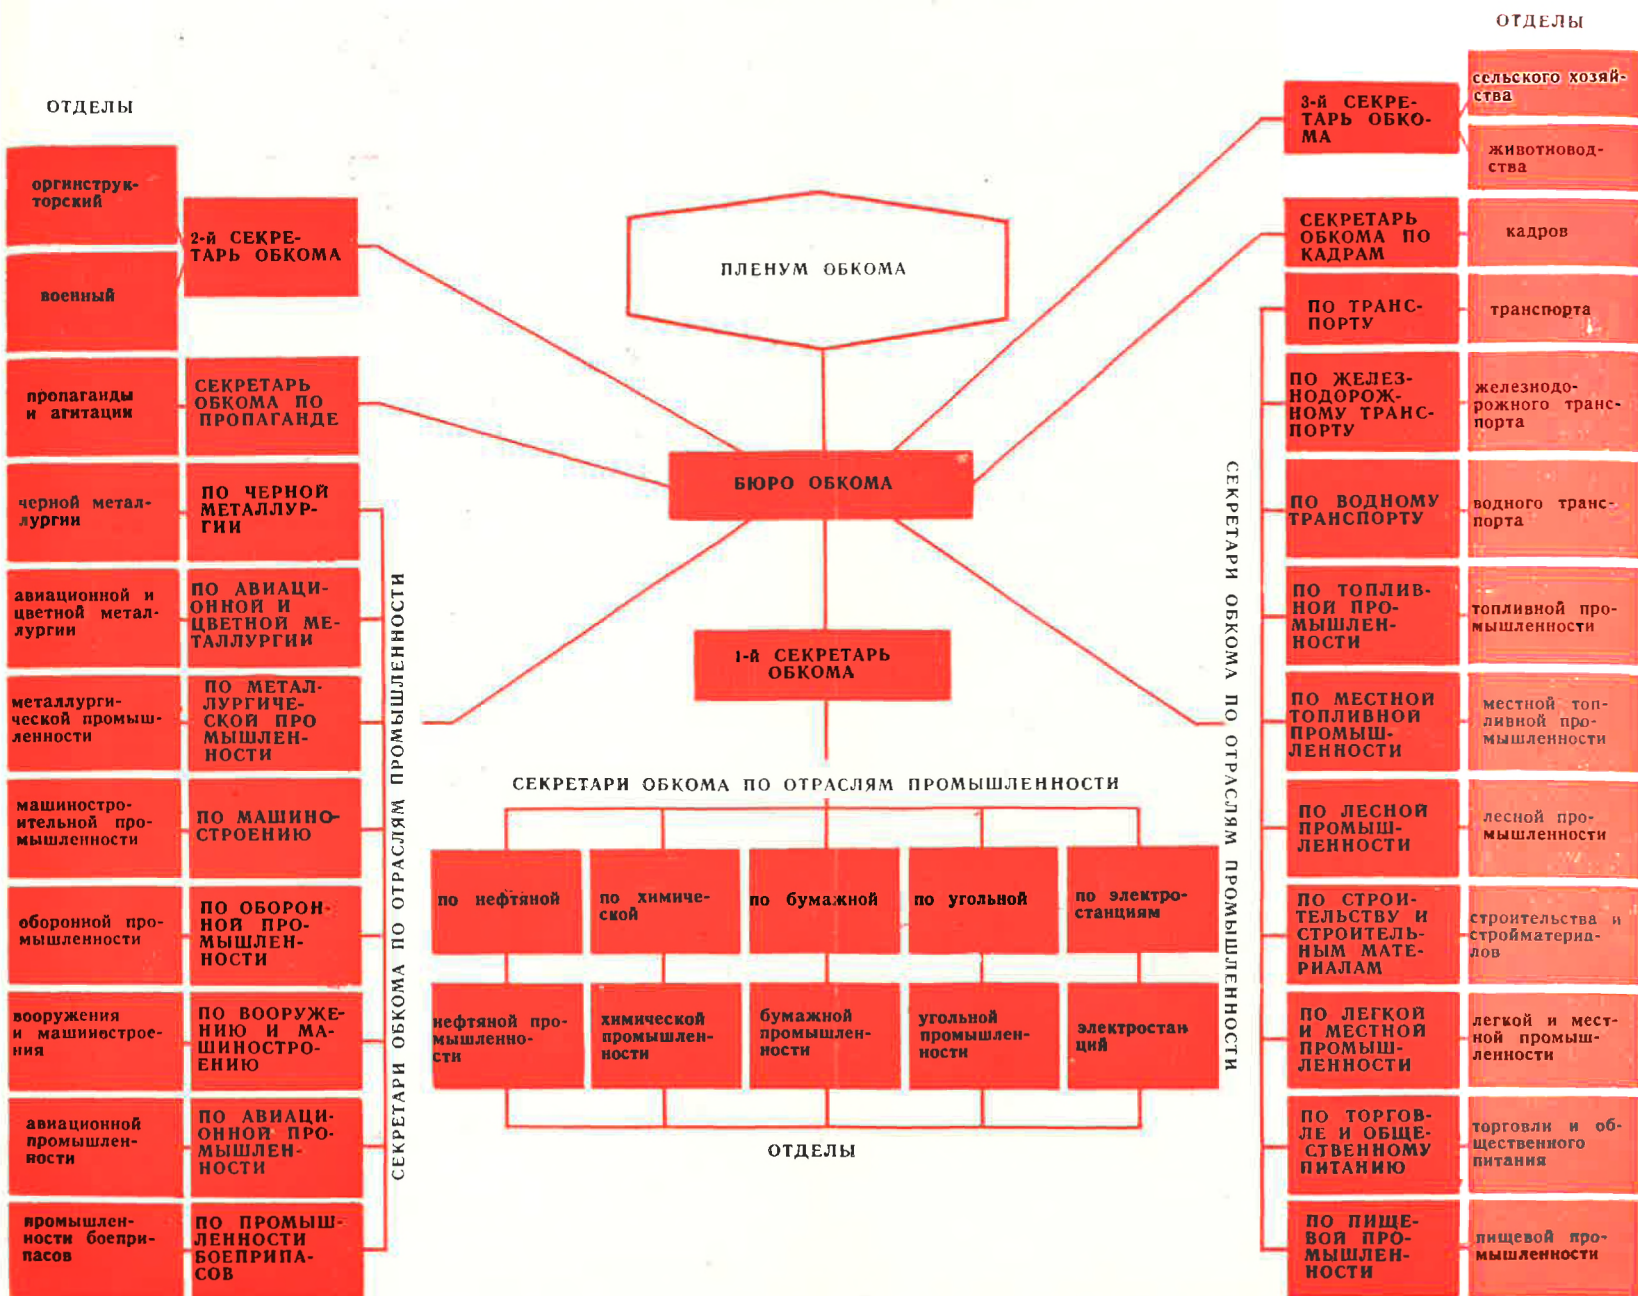 ОТДЕЛЫ
оргинструк-
торский
военный
2-й СЕКРЕ-
ТАРЬ ОБКОМА
пропаганды
и агитации
СЕКРЕТАРЬ
ОБКОМА ПО
ПРОПАГАНДЕ
черной метал-
лургии
ПО ЧЕРНОЙ
МЕТАЛЛУР-
ГИИ
авиационной и
цветной метал-
лургии
ПО АВИАЦИ-
ОННОЙ И
ЦВЕТНОЙ МЕ-
ТАЛЛУРГИИ
металлурги-
ческой промыш-
ленности
ПО МЕТАЛ-
ЛУРГИЧЕ-
СКОЙ ПРО
МЫШЛЕН-
НОСТИ
машиностро-
ительной про-
мышленности
ПО МАШИНО-
СТРОЕНИЮ
оборонной про-
мышленности
ПО ОБОРОН-
НОЙ ПРО-
МЫШЛЕН-
НОСТИ
вооружения
и машиностроe-
ния
ПО ВООРУЖЕ-
НИЮ И МА-
ШИНОСТРО-
ЕНИЮ
авиационной
промышлен-
ности
ПО АВИАЦИ-
ОННОЙ ПРО-
МЫШЛЕН-
НОСТИ
промышлен-
ности боепри-
пасов
ПО ПРОМЫШ-
ЛЕННОСТИ
БОЕПРИПА-
СОВ
СЕКРЕТАРИ ОБКОМА ПО ОТРАСЛЯМ ПРОМЫШЛЕННОСТИ
ПЛЕНУМ ОБКОМА
БЮРО ОБКОМА
1-й СЕКРЕТАРЬ
ОБКОМА
СЕКРЕТАРИ ОБКОМА ПО ОТРАСЛЯМ ПРОМЫШЛЕННОСТИ
по нефтяной
по химиче-
ской
по бумажной
по угольной
по электро-
станциям
нефтяной про-
мышленно-
сти
химической
промышлен-
ности
бумажной
промышлен-
ности
угольной
промышлен-
ности
электростан
ций
ОТДЕЛЫ
СЕКРЕТАРИ ОБКОМА ПО ОТРАСЛЯМ ПРОМЫШЛЕННОСТИ
ОТДЕЛЫ
3-й СЕКРЕ-
ТАРЬ ОБКО-
МА
сельского хозяй-
ства
животновод-
ства
СЕКРЕТАРЬ
ОБКОМА ПО
КАДРАМ
кадров
ПО ТРАНС-
ПОРТУ
транспорта
ПО ЖЕЛЕЗ-
НОДОРОЖ-
НОМУ ТРАНС-
ПОРТУ
железнодо-
рожного транс-
порта
ПО ВОДНОМУ
ТРАНСПОРТУ
водного транс-
порта
ПО ТОПЛИВ-
НОЙ ПРО-
МЫШЛЕН-
НОСТИ
топливной про-
мышленности
ПО МЕСТНОЙ
ТОПЛИВНОЙ
ПРОМЫШ-
ЛЕННОСТИ
местной топ-
ливной про-
мышленности
ПО ЛЕСНОЙ
ПРОМЫШ-
ЛЕННОСТИ
лесной про-
мышленности
ПО СТРОИ-
ТЕЛЬСТВУ И
СТРОИТЕЛЬ-
НЫМ МАТЕ-
РИАЛАМ
строительства и
стройматериа-
лов
ПО ЛЕГКОЙ
И МЕСТНОЙ
ПРОМЫШ-
ЛЕННОСТИ
легкой и мест-
ной промыш-
ленности
ПО ТОРГОВ-
ЛЕ И ОБЩЕ-
СТВЕННОМУ
ПИТАНИЮ
торговли и об-
щественного
питания
ПО ПИЩЕ-
ВОЙ ПРО-
МЫШЛЕН-
НОСТИ
пищевой про-
мышленности